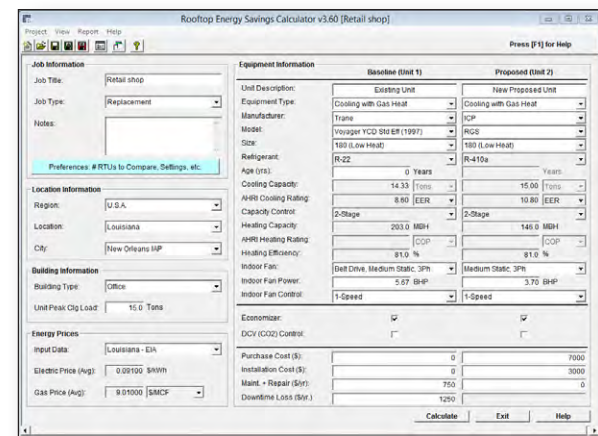 Rooftop Energy Savings Calculator v3.60 [Retail shop]
Project View Report Help
Press [F1] for Help
Job Information
Job Title: Retail shop
Job Type: Replacement
Notes:
Preferences: # RTUs to Compare, Settings, etc.
Location Information
Region: U.S.A.
Location: Louisiana
City: New Orleans IAP
Building Information
Building Type: Office
Unit Peak Clg Load: 15.0 Tons
Energy Prices
Input Data: Louisiana - EIA
Electric Price (Avg): 0.09100 $/kWh
Gas Price (Avg): 9.01000 $/MCF
Equipment Information
Baseline (Unit 1) Proposed (Unit 2)
Unit Description: Existing Unit New Proposed Unit
Equipment Type: Cooling with Gas Heat Cooling with Gas Heat
Manufacturer: Trane ICP
Model: Voyager YCD Std Eff (1997) RGS
Size: 180 (Low Heat) 180 (Low Heat)
Refrigerant: R-22 R-410a
Age (yrs): 0 Years Years
Cooling Capacity: 14.33 Tons 15.00 Tons
AHRI Cooling Rating: 8.60 EER 10.80 EER
Capacity Control: 2-Stage 2-Stage
Heating Capacity: 203.0 MBH 146.0 MBH
AHRI Heating Rating: COP COP
Heating Efficiency: 81.0 % 81.0 %
Indoor Fan: Belt Drive, Medium Static, 3Ph Medium Static, 3Ph
Indoor Fan Power: 5.67 BHP 3.70 BHP
Indoor Fan Control: 1-Speed 1-Speed
Economizer:
DCV (CO2) Control:
Purchase Cost ($): 0 7000
Installation Cost ($): 0 3000
Maint. + Repair ($/yr): 750 0
Downtime Loss ($/yr.) 1250
Calculate Exit Help